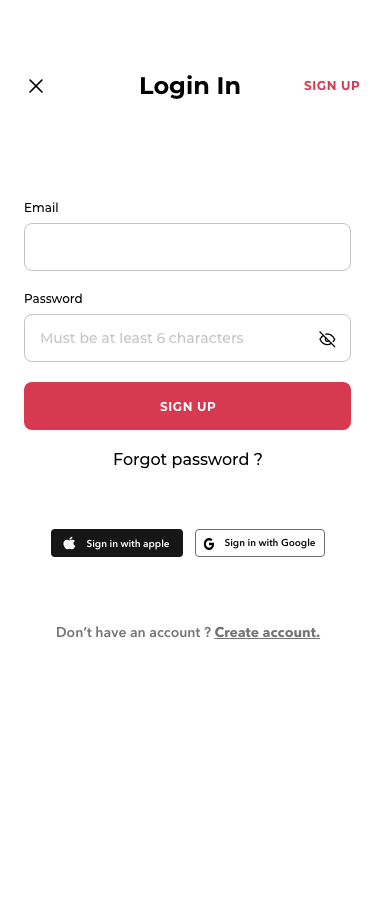 Login In
SIGN UP
Email
Password
Must be at least 6 characters
SIGN UP
Forgot password ?
Sign in with apple
Sign in with Google
Don’t have an account ? Create account.